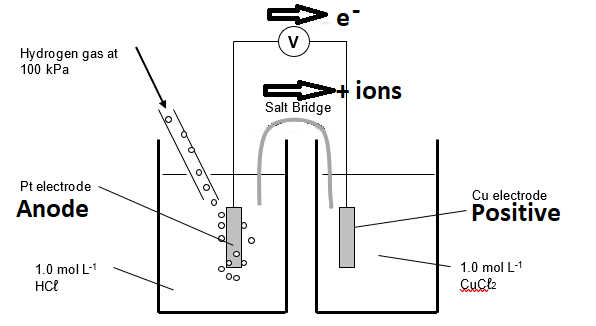 e⁻
V
Hydrogen gas at
100 kPa
+ ions
Salt Bridge
Pt electrode
Anode
Cu electrode
Positive
1.0 mol L⁻¹
HCℓ
1.0 mol L⁻¹
CuCℓ2